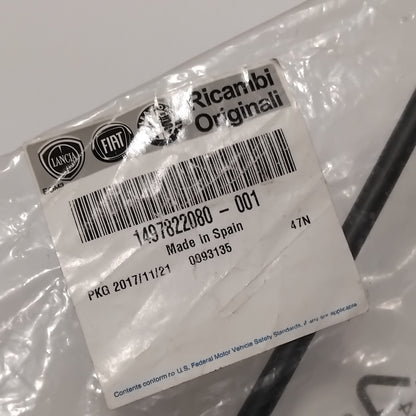 Ricambi
Originali
LANCIA
FIAT
1497822080-001
Made in Spain
47N
PKG 2017/11/21
0093135
Contents conform to U.S. Federal Motor Vehicle Safety Standards, if any are applicable